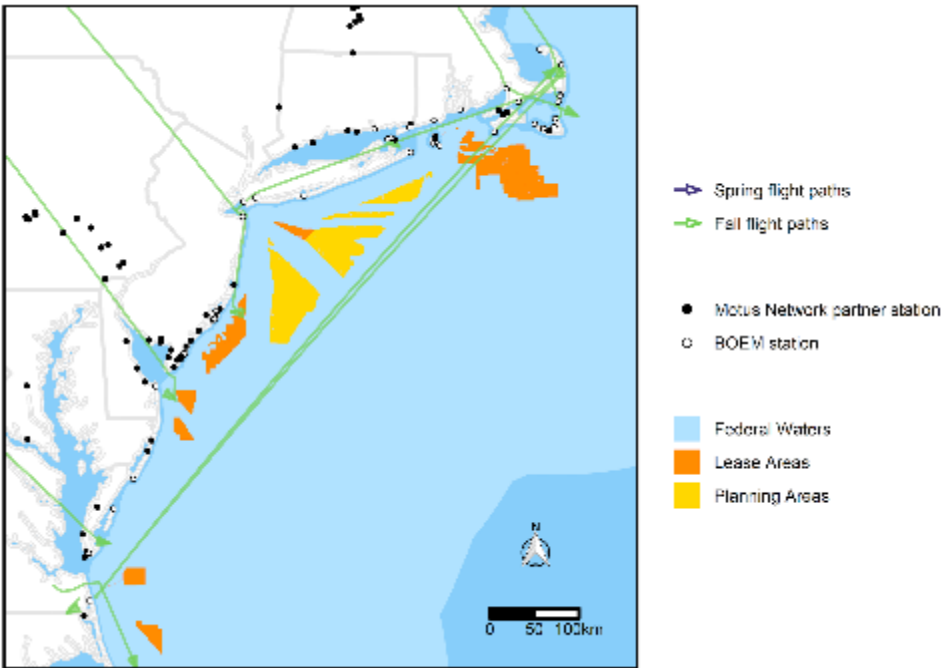 Spring flight paths
Fall flight paths
Motus Network partner station
BOEM station
Federal Waters
Lease Areas
Planning Areas
N
0 50 100km